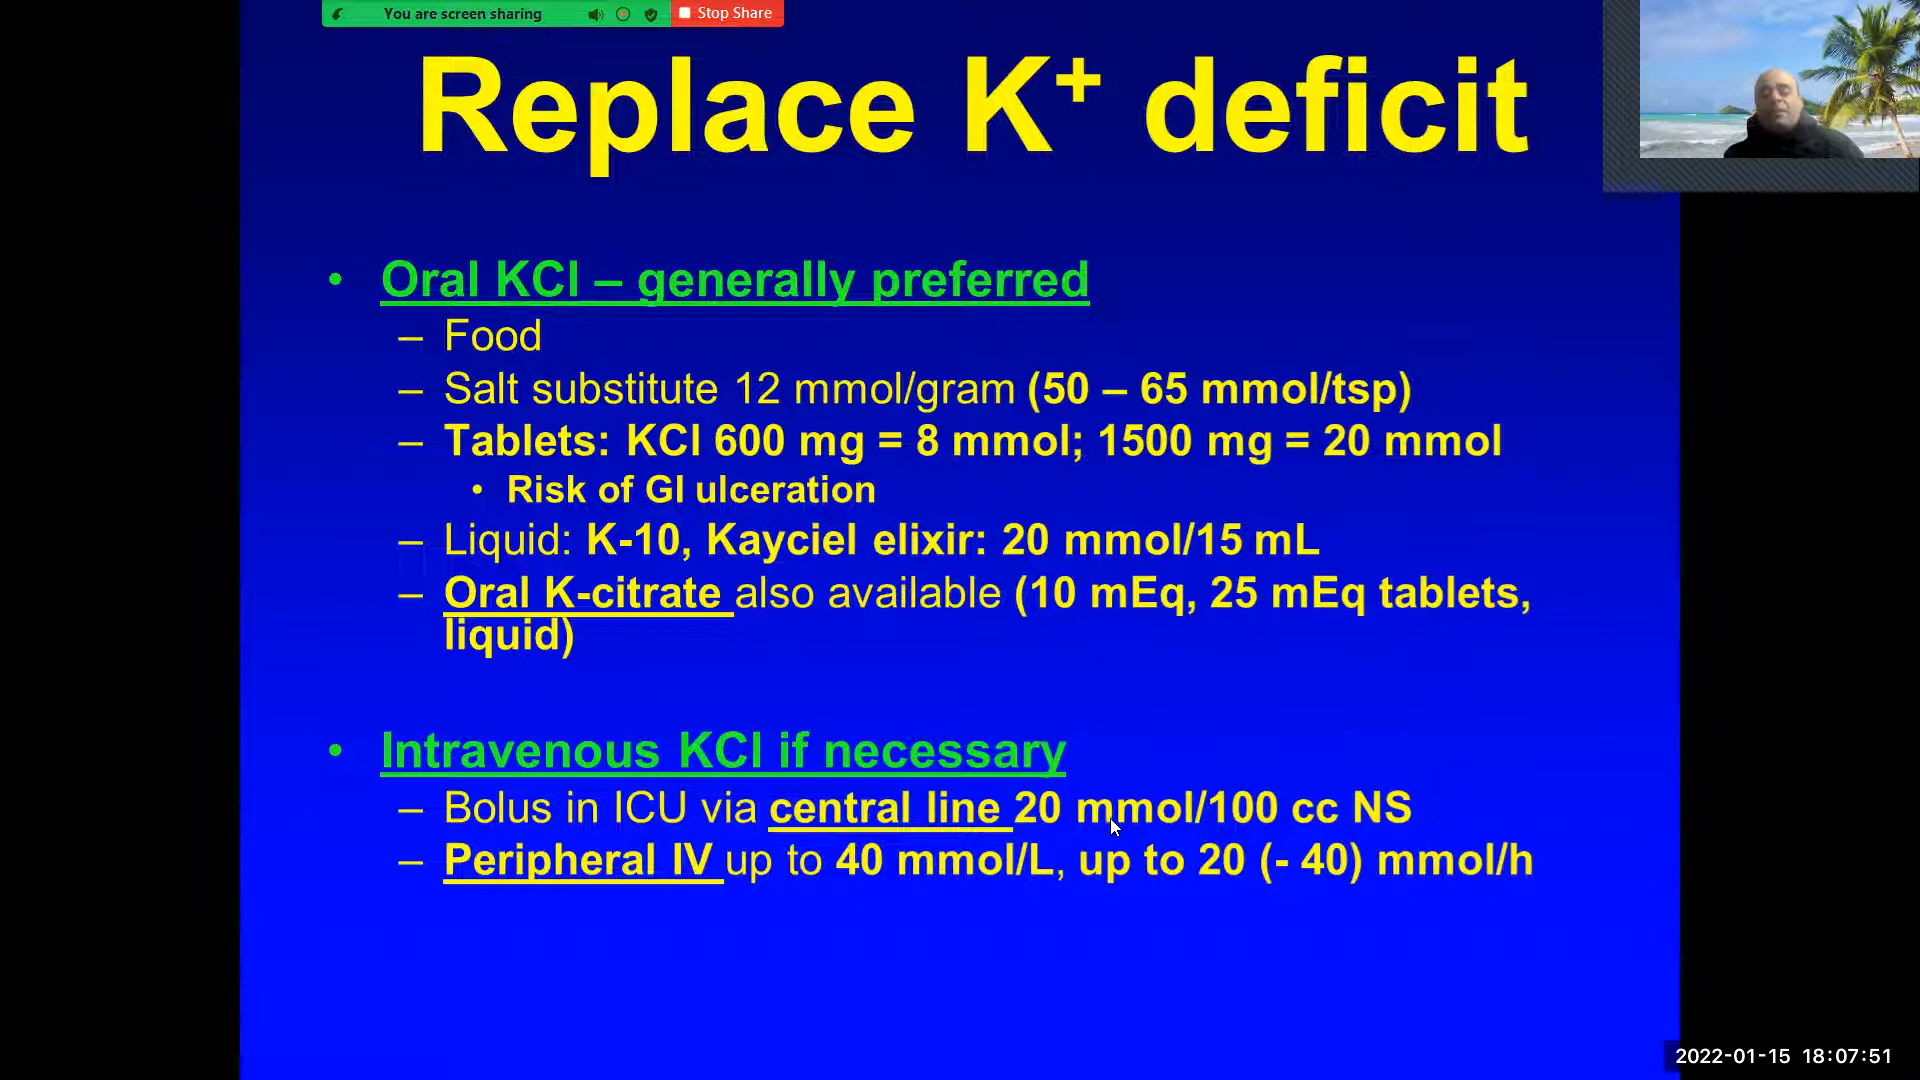 You are screen sharing
Stop Share
Replace K⁺ deficit
• Oral KCl – generally preferred
– Food
– Salt substitute 12 mmol/gram (50 – 65 mmol/tsp)
– Tablets: KCl 600 mg = 8 mmol; 1500 mg = 20 mmol
• Risk of GI ulceration
– Liquid: K-10, Kayciel elixir: 20 mmol/15 mL
– Oral K-citrate also available (10 mEq, 25 mEq tablets,
liquid)
• Intravenous KCl if necessary
– Bolus in ICU via central line 20 mmol/100 cc NS
– Peripheral IV up to 40 mmol/L, up to 20 (- 40) mmol/h
2022-01-15 18:07:51